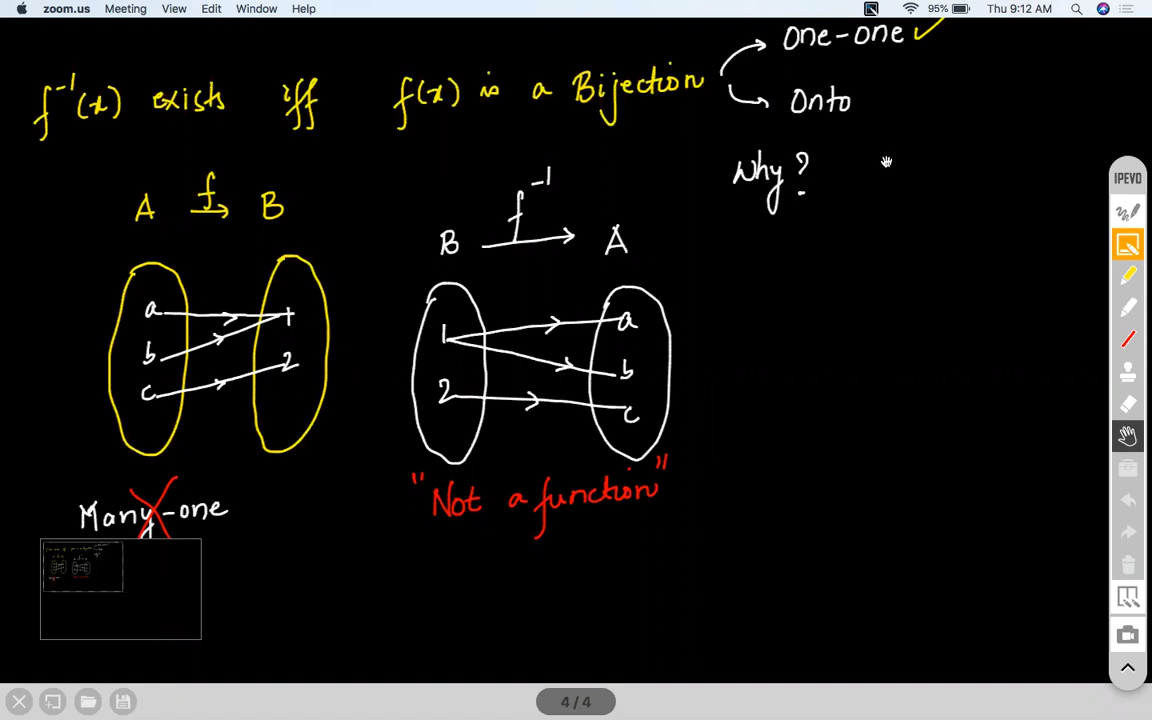 zoom.us Meeting View Edit Window Help 95% Thu 9:12 AM
One-one ✓
f⁻¹(x) exists iff f(x) is a Bijection
Onto
Why?
A f B
B f⁻¹ A
a 1
b 2
c
1 a
2 b
c
"Not a function"
Many-one
IPEVO
4/4